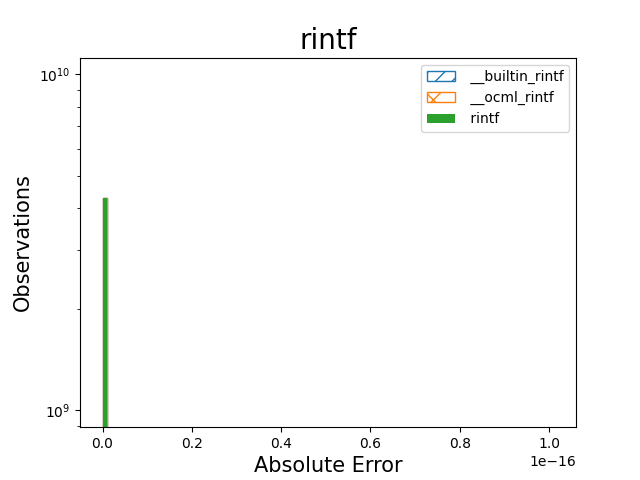 rintf
10^10
10^9
Observations
__builtin_rintf
__ocml_rintf
rintf
0.0 0.2 0.4 0.6 0.8 1.0
1e−16
Absolute Error